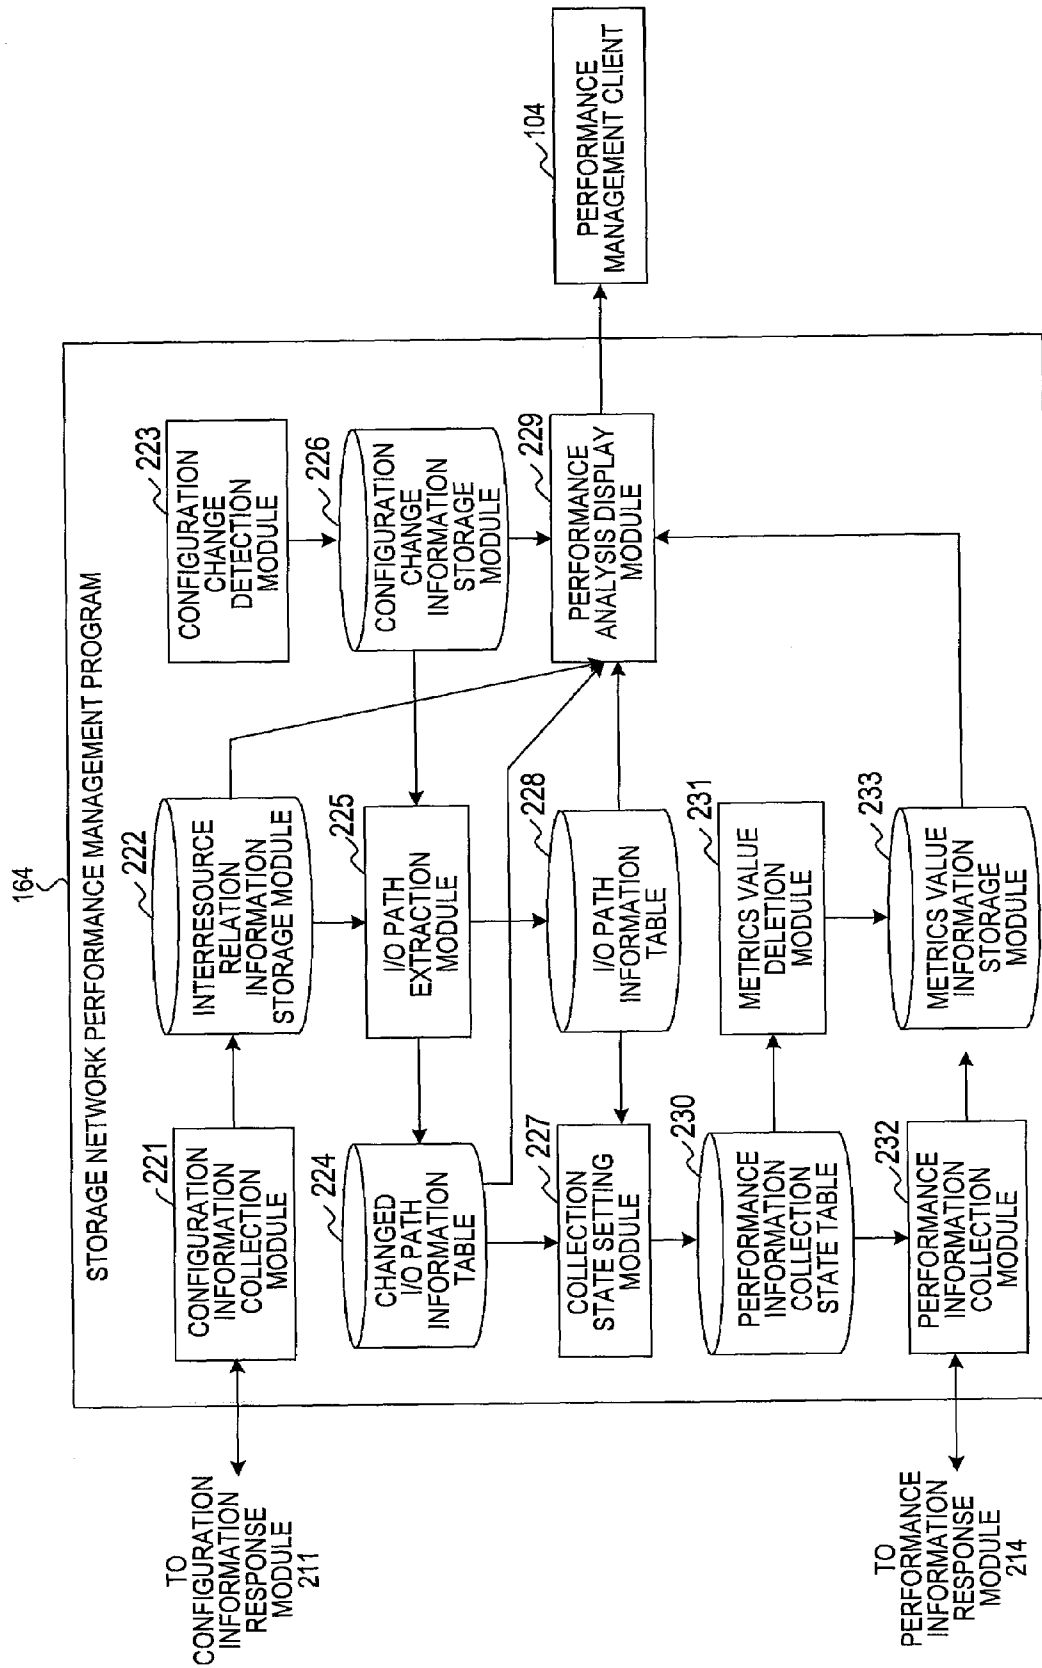 164
STORAGE NETWORK PERFORMANCE MANAGEMENT PROGRAM
TO
CONFIGURATION
INFORMATION
RESPONSE
MODULE
211
221
CONFIGURATION
INFORMATION
COLLECTION
MODULE
222
INTERRESOURCE
RELATION
INFORMATION
STORAGE MODULE
223
CONFIGURATION
CHANGE
DETECTION
MODULE
224
CHANGED
I/O PATH
INFORMATION
TABLE
225
I/O PATH
EXTRACTION
MODULE
226
CONFIGURATION
CHANGE
INFORMATION
STORAGE
MODULE
227
COLLECTION
STATE SETTING
MODULE
228
I/O PATH
INFORMATION
TABLE
229
PERFORMANCE
ANALYSIS DISPLAY
MODULE
104
PERFORMANCE
MANAGEMENT CLIENT
230
PERFORMANCE
INFORMATION
COLLECTION
STATE TABLE
231
METRICS VALUE
DELETION
MODULE
TO
PERFORMANCE
INFORMATION
RESPONSE
MODULE
214
232
PERFORMANCE
INFORMATION
COLLECTION
MODULE
233
METRICS VALUE
INFORMATION
STORAGE
MODULE